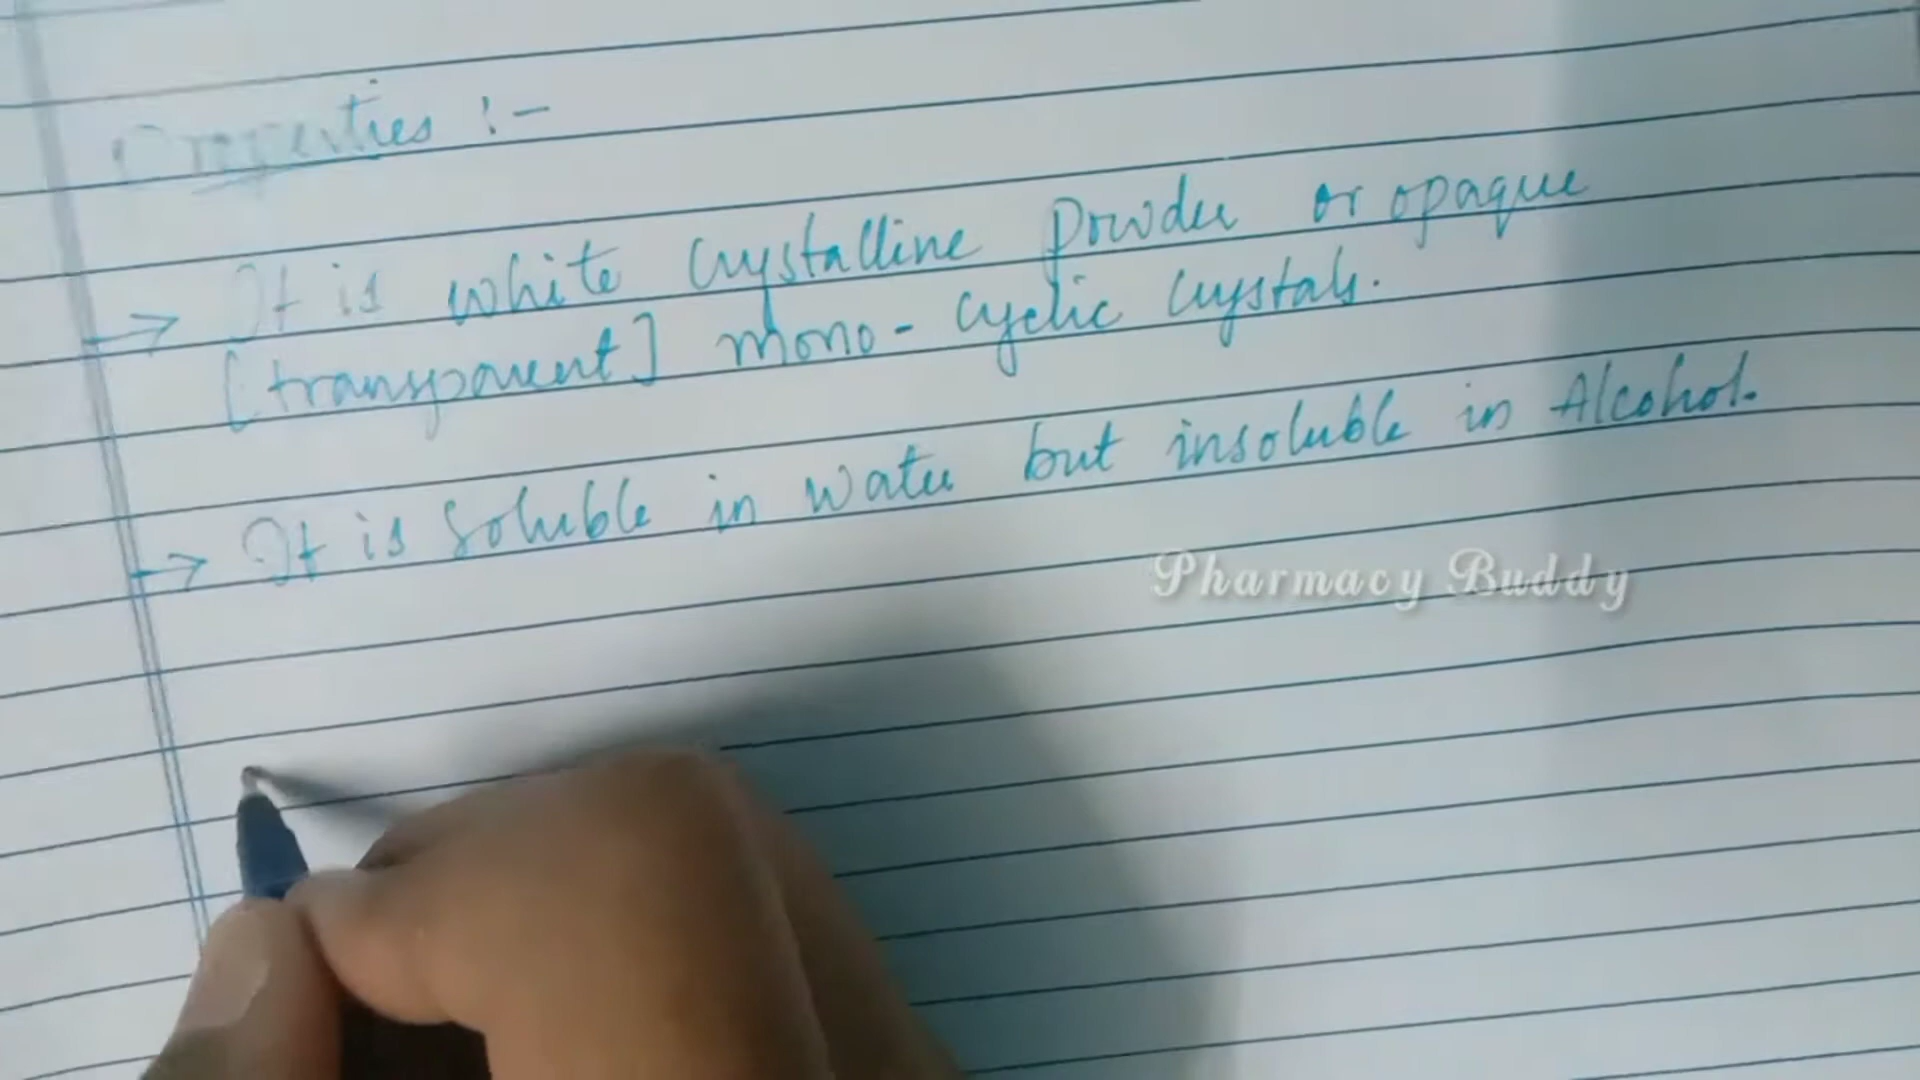 Properties :-
→ It is white crystalline powder or opaque
[transparent] mono-cyclic crystals.
→ It is soluble in water but insoluble in Alcohol.
Pharmacy Buddy